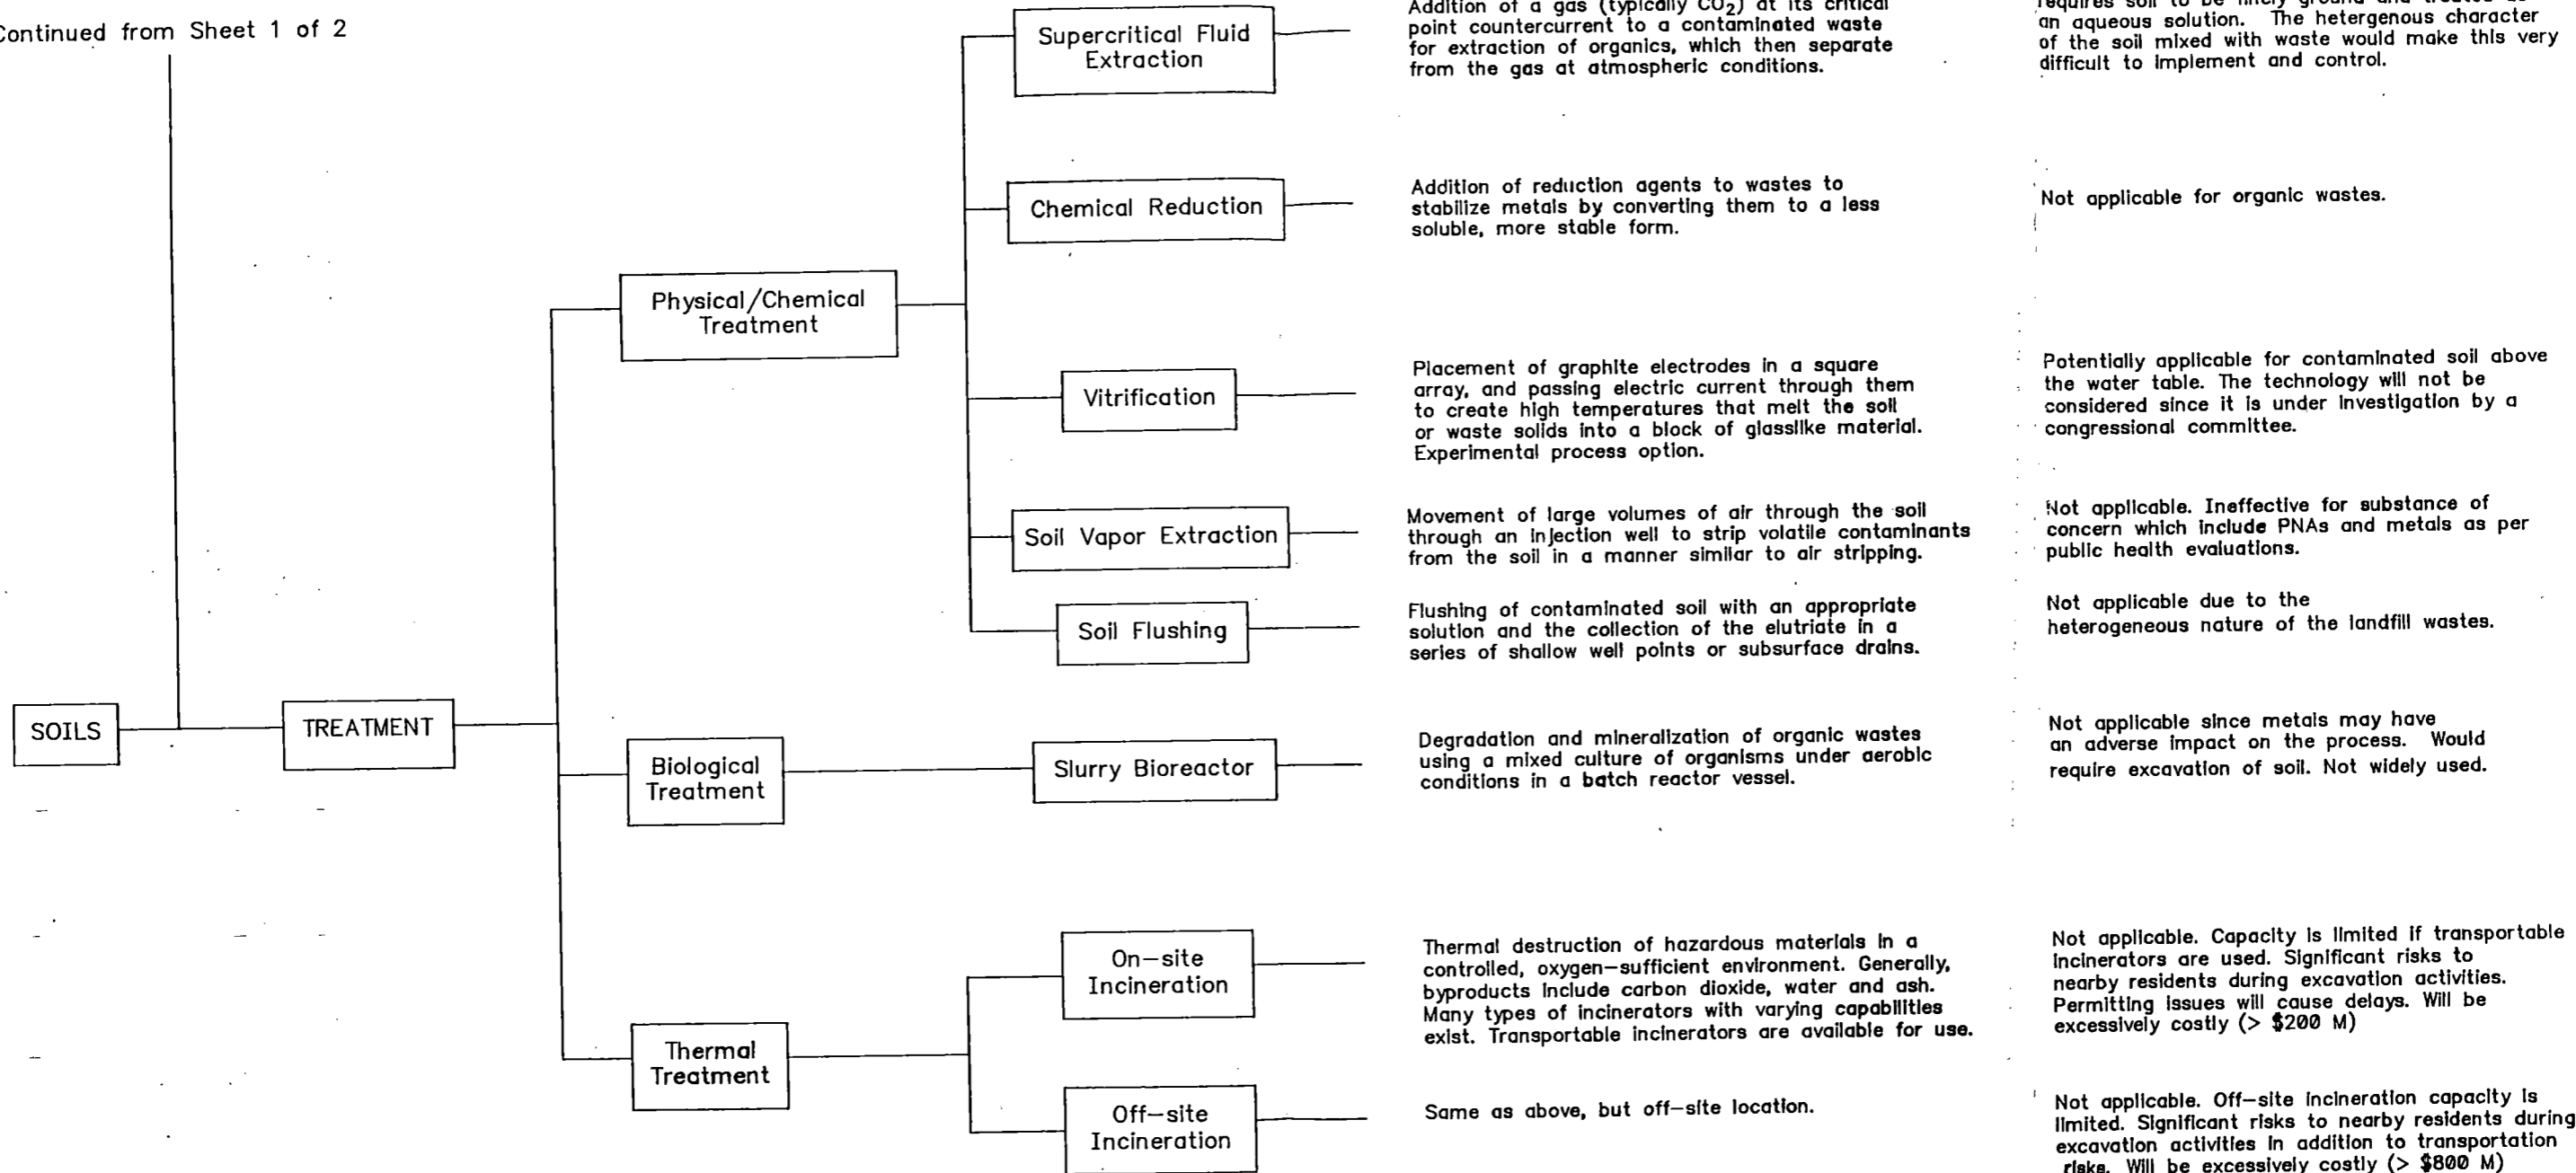 Continued from Sheet 1 of 2
Supercritical Fluid
Extraction
Addition of a gas (typically CO2) at its critical
point countercurrent to a contaminated waste
for extraction of organics, which then separate
from the gas at atmospheric conditions.
requires soil to be finely ground and treated as
an aqueous solution. The hetergenous character
of the soil mixed with waste would make this very
difficult to implement and control.
Chemical Reduction
Addition of reduction agents to wastes to
stabilize metals by converting them to a less
soluble, more stable form.
Not applicable for organic wastes.
Physical/Chemical
Treatment
Vitrification
Placement of graphite electrodes in a square
array, and passing electric current through them
to create high temperatures that melt the soil
or waste solids into a block of glasslike material.
Experimental process option.
Potentially applicable for contaminated soil above
the water table. The technology will not be
considered since it is under investigation by a
congressional committee.
Soil Vapor Extraction
Movement of large volumes of air through the soil
through an injection well to strip volatile contaminants
from the soil in a manner similar to air stripping.
Not applicable. Ineffective for substance of
concern which include PNAs and metals as per
public health evaluations.
Soil Flushing
Flushing of contaminated soil with an appropriate
solution and the collection of the elutriate in a
series of shallow well points or subsurface drains.
Not applicable due to the
heterogeneous nature of the landfill wastes.
SOILS
TREATMENT
Biological
Treatment
Slurry Bioreactor
Degradation and mineralization of organic wastes
using a mixed culture of organisms under aerobic
conditions in a batch reactor vessel.
Not applicable since metals may have
an adverse impact on the process. Would
require excavation of soil. Not widely used.
Thermal
Treatment
On-site
Incineration
Thermal destruction of hazardous materials in a
controlled, oxygen-sufficient environment. Generally,
byproducts include carbon dioxide, water and ash.
Many types of incinerators with varying capabilities
exist. Transportable incinerators are available for use.
Not applicable. Capacity is limited if transportable
incinerators are used. Significant risks to
nearby residents during excavation activities.
Permitting issues will cause delays. Will be
excessively costly (> $200 M)
Off-site
Incineration
Same as above, but off-site location.
Not applicable. Off-site incineration capacity is
limited. Significant risks to nearby residents during
excavation activities in addition to transportation
risks. Will be excessively costly (> $800 M)